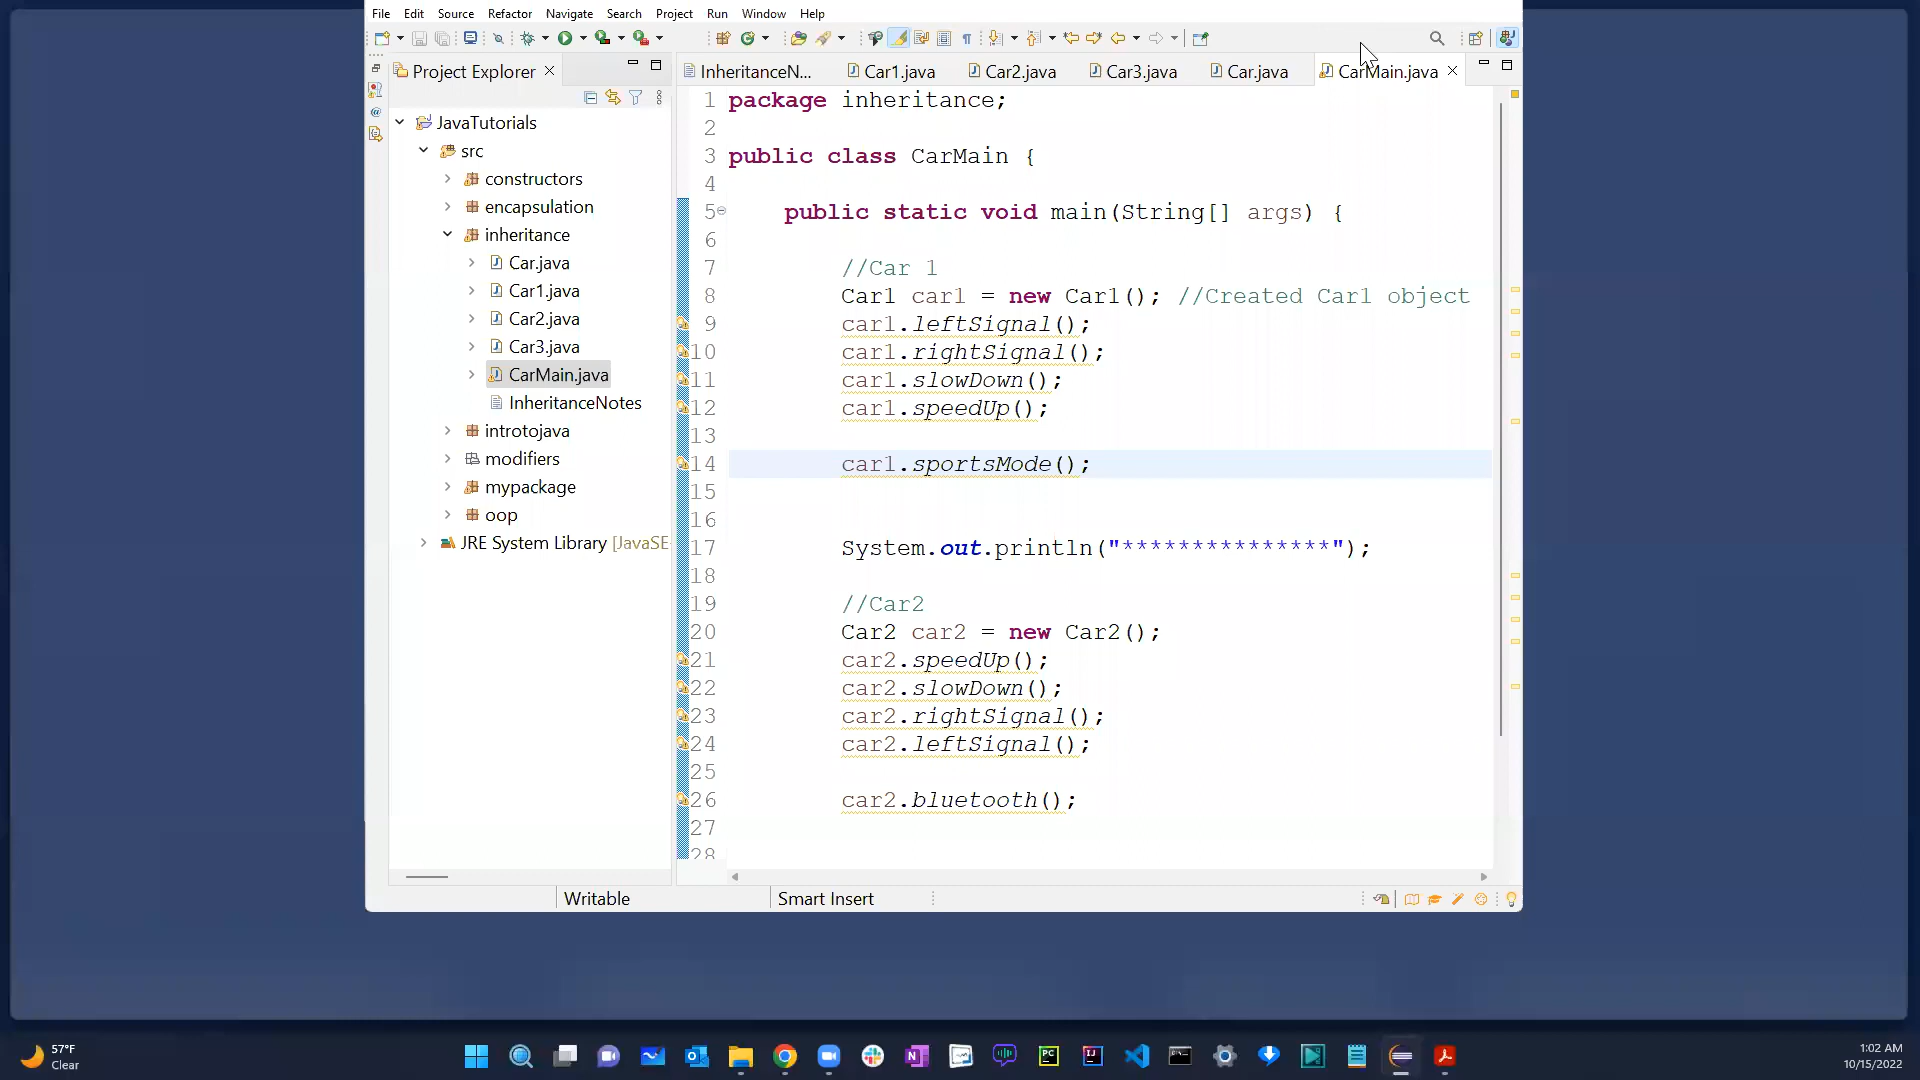 File Edit Source Refactor Navigate Search Project Run Window Help
Project Explorer
InheritanceN... Car1.java Car2.java Car3.java Car.java CarMain.java
JavaTutorials
src
constructors
encapsulation
inheritance
Car.java
Car1.java
Car2.java
Car3.java
CarMain.java
InheritanceNotes
introtojava
modifiers
mypackage
oop
JRE System Library [JavaSE
1 package inheritance;
2
3 public class CarMain {
4
5 public static void main(String[] args) {
6
7 //Car 1
8 Car1 car1 = new Car1(); //Created Car1 object
9 car1.leftSignal();
10 car1.rightSignal();
11 car1.slowDown();
12 car1.speedUp();
13
14 car1.sportsMode();
15
16
17 System.out.println("***************");
18
19 //Car2
20 Car2 car2 = new Car2();
21 car2.speedUp();
22 car2.slowDown();
23 car2.rightSignal();
24 car2.leftSignal();
25
26 car2.bluetooth();
27
28
Writable Smart Insert
57°F
Clear
1:02 AM
10/15/2022